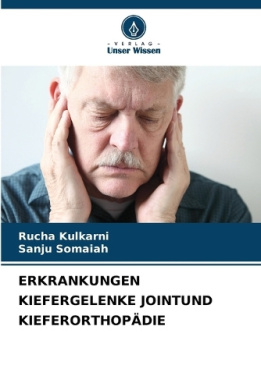 VERLAG
Unser Wissen
Rucha Kulkarni
Sanju Somaiah
ERKRANKUNGEN
KIEFERGELENKE JOINTUND
KIEFERORTHOPÄDIE